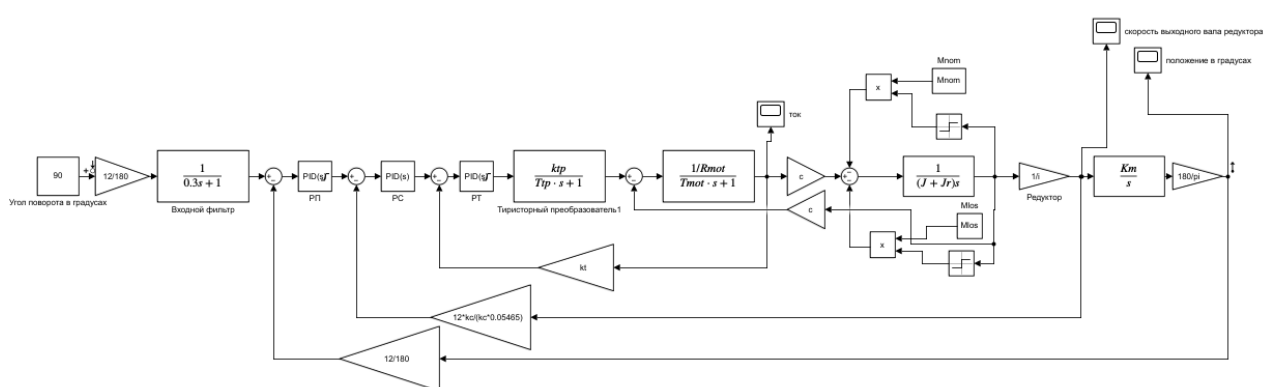 скорость выходного вала редуктора
положение в градусах
Mnom
Mnom
x
ток
90
12/180
1
0.3s + 1
PID(s)
PID(s)
PID(s)
ktp
Ttp · s + 1
1/Rmot
Tmot · s + 1
c
1
(J + Jr)s
1/i
Km
s
180/pi
Угол поворота в градусах
Входной фильтр
РП
РС
РТ
Тиристорный преобразователь1
c
Редуктор
Mlos
Mlos
x
kt
12*kc/(kc*0.05465)
12/180